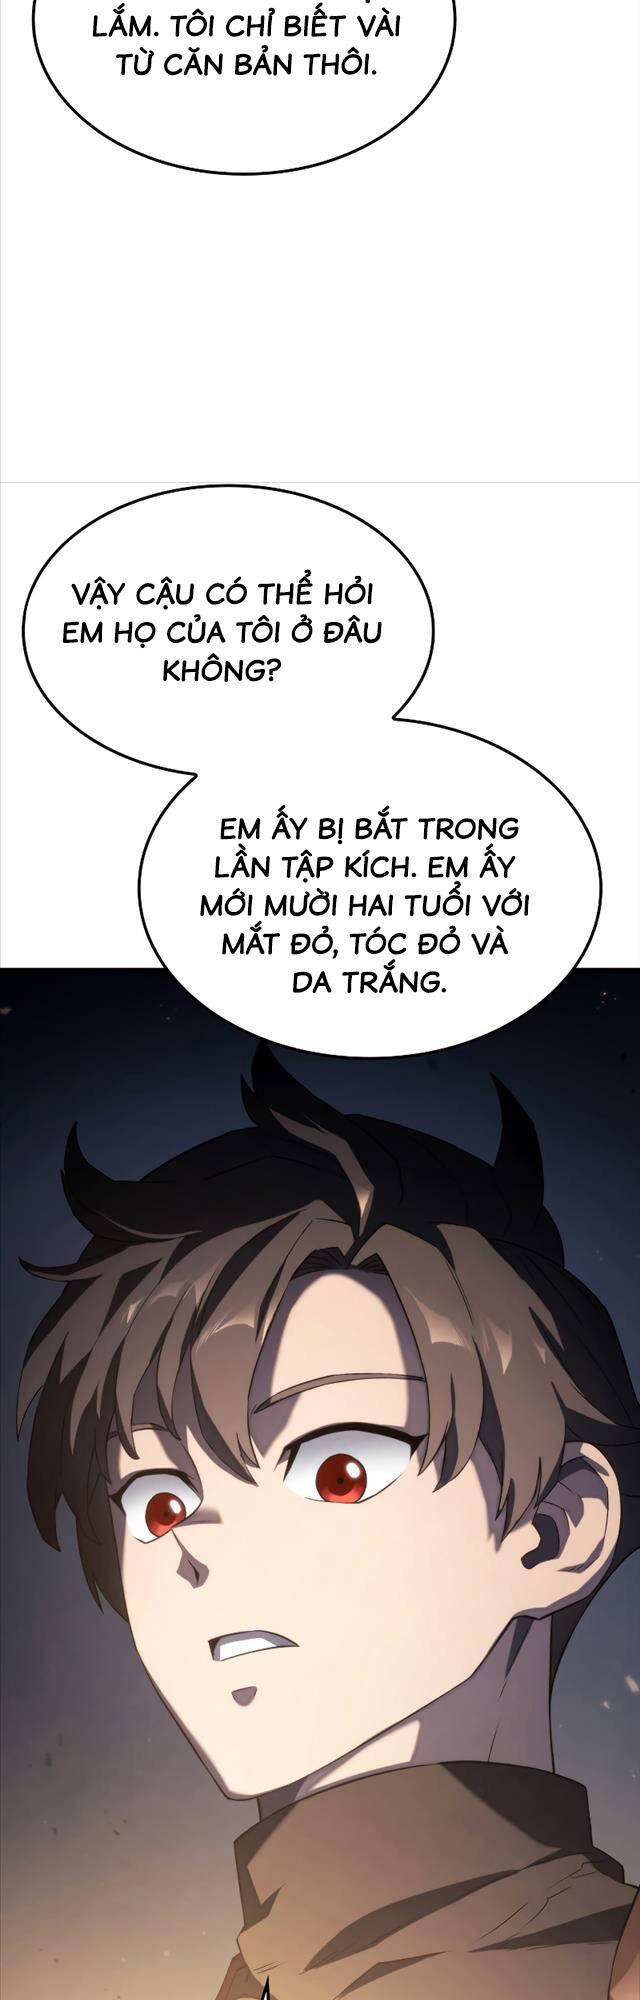 LẮM. TÔI CHỈ BIẾT VÀI
TỪ CĂN BẢN THÔI.
VẬY CẬU CÓ THỂ HỎI
EM HỌ CỦA TÔI Ở ĐÂU
KHÔNG?
EM ẤY BỊ BẮT TRONG
LẦN TẬP KÍCH. EM ẤY
MỚI MƯỜI HAI TUỔI VỚI
MẮT ĐỎ, TÓC ĐỎ VÀ
DA TRẮNG.